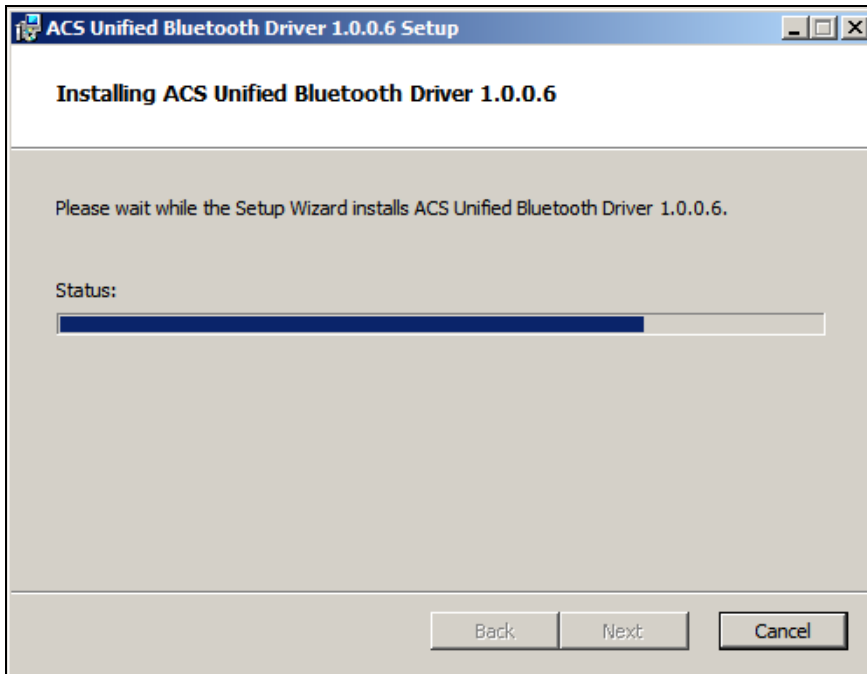 ACS Unified Bluetooth Driver 1.0.0.6 Setup
Installing ACS Unified Bluetooth Driver 1.0.0.6
Please wait while the Setup Wizard installs ACS Unified Bluetooth Driver 1.0.0.6.
Status:
Back Next Cancel